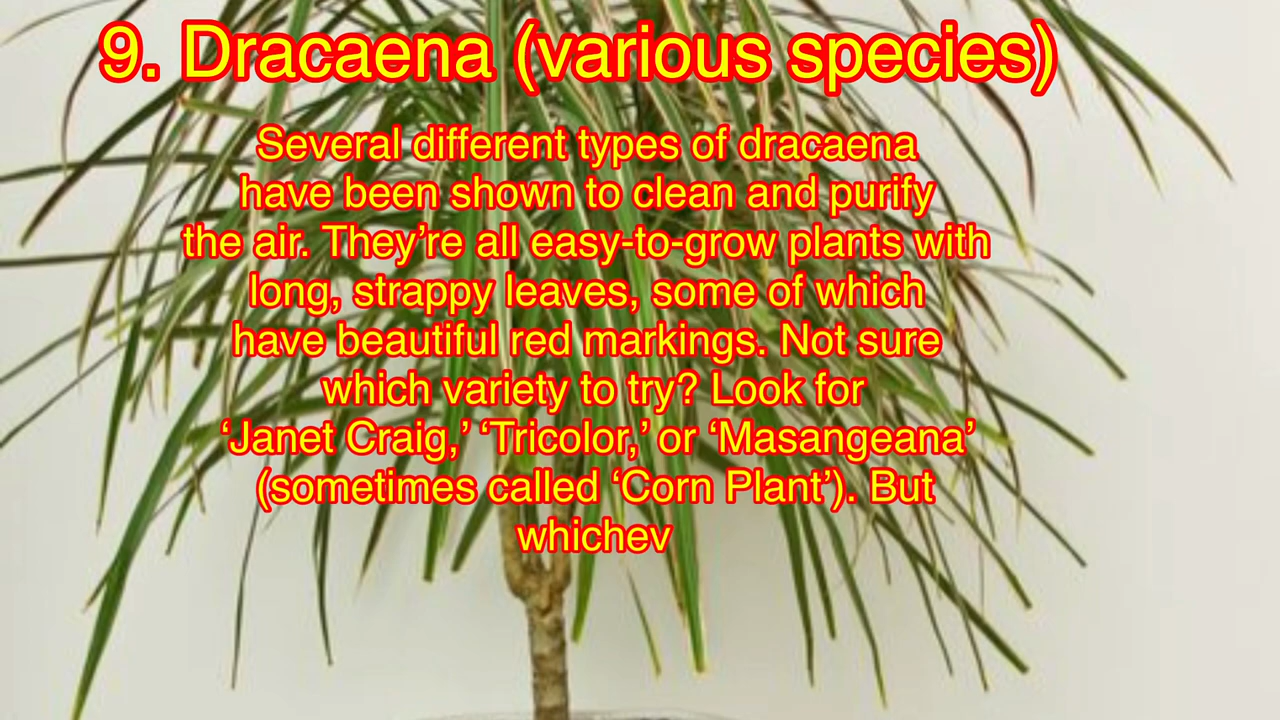 9. Dracaena (various species)
Several different types of dracaena
have been shown to clean and purify
the air. They’re all easy-to-grow plants with
long, strappy leaves, some of which
have beautiful red markings. Not sure
which variety to try? Look for
‘Janet Craig,’ ‘Tricolor,’ or ‘Masangeana’
(sometimes called ‘Corn Plant’). But
whichev